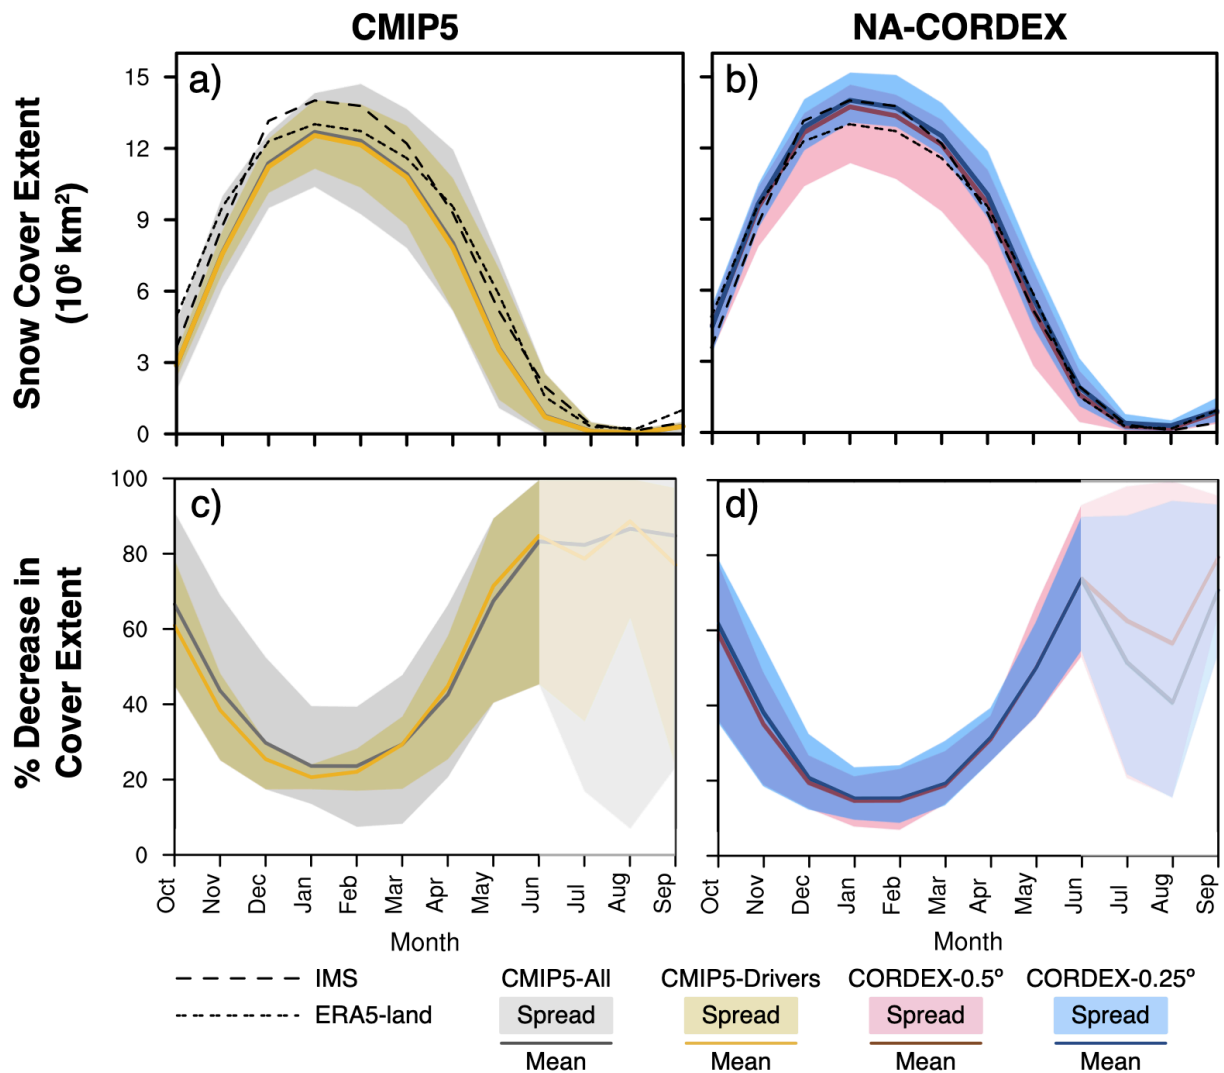 CMIP5
NA-CORDEX
Snow Cover Extent
(10⁶ km²)
a)
b)
15
12
9
6
3
0
% Decrease in
Cover Extent
c)
d)
100
80
60
40
20
0
Oct
Nov
Dec
Jan
Feb
Mar
Apr
May
Jun
Jul
Aug
Sep
Month
Oct
Nov
Dec
Jan
Feb
Mar
Apr
May
Jun
Jul
Aug
Sep
Month
IMS
ERA5-land
CMIP5-All
Spread
Mean
CMIP5-Drivers
Spread
Mean
CORDEX-0.5º
Spread
Mean
CORDEX-0.25º
Spread
Mean